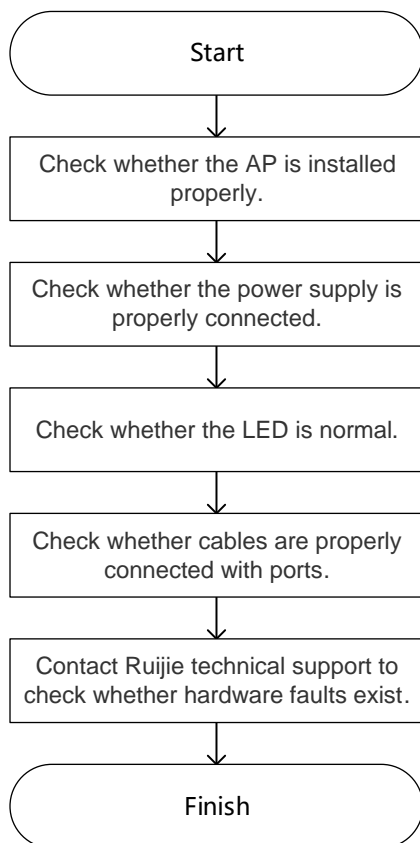 Start
Check whether the AP is installed
properly.
Check whether the power supply is
properly connected.
Check whether the LED is normal.
Check whether cables are properly
connected with ports.
Contact Ruijie technical support to
check whether hardware faults exist.
Finish